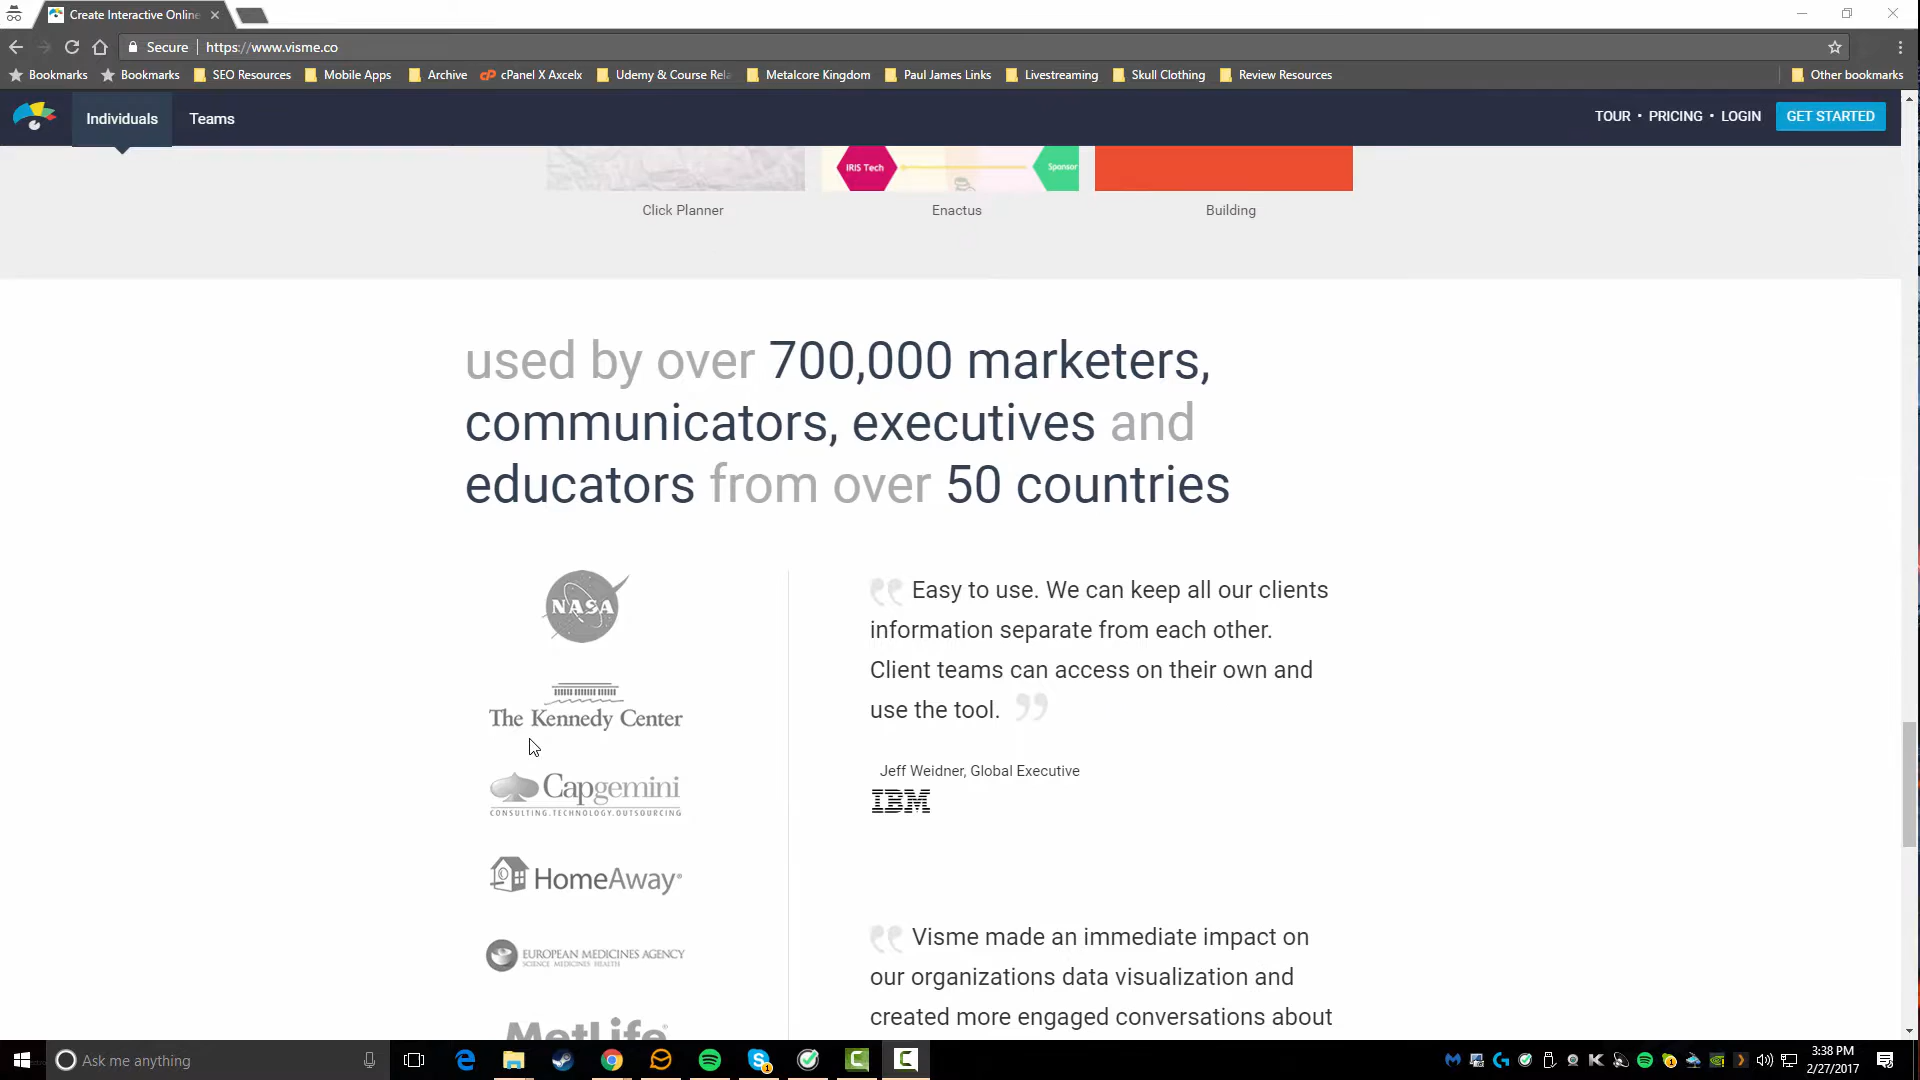 Create Interactive Online
Secure https://www.visme.co
Bookmarks Bookmarks SEO Resources Mobile Apps Archive cPanel X Axcelx Udemy & Course Rela Metalcore Kingdom Paul James Links Livestreaming Skull Clothing Review Resources Other bookmarks
Individuals Teams TOUR • PRICING • LOGIN GET STARTED
IRIS Tech Sponsor
Click Planner Enactus Building
used by over 700,000 marketers,
communicators, executives and
educators from over 50 countries
NASA
The Kennedy Center
Capgemini
CONSULTING.TECHNOLOGY.OUTSOURCING
HomeAway®
EUROPEAN MEDICINES AGENCY
SCIENCE MEDICINES HEALTH
MetLife®
Easy to use. We can keep all our clients
information separate from each other.
Client teams can access on their own and
use the tool.
Jeff Weidner, Global Executive
IBM
Visme made an immediate impact on
our organizations data visualization and
created more engaged conversations about
Ask me anything
3:38 PM
2/27/2017